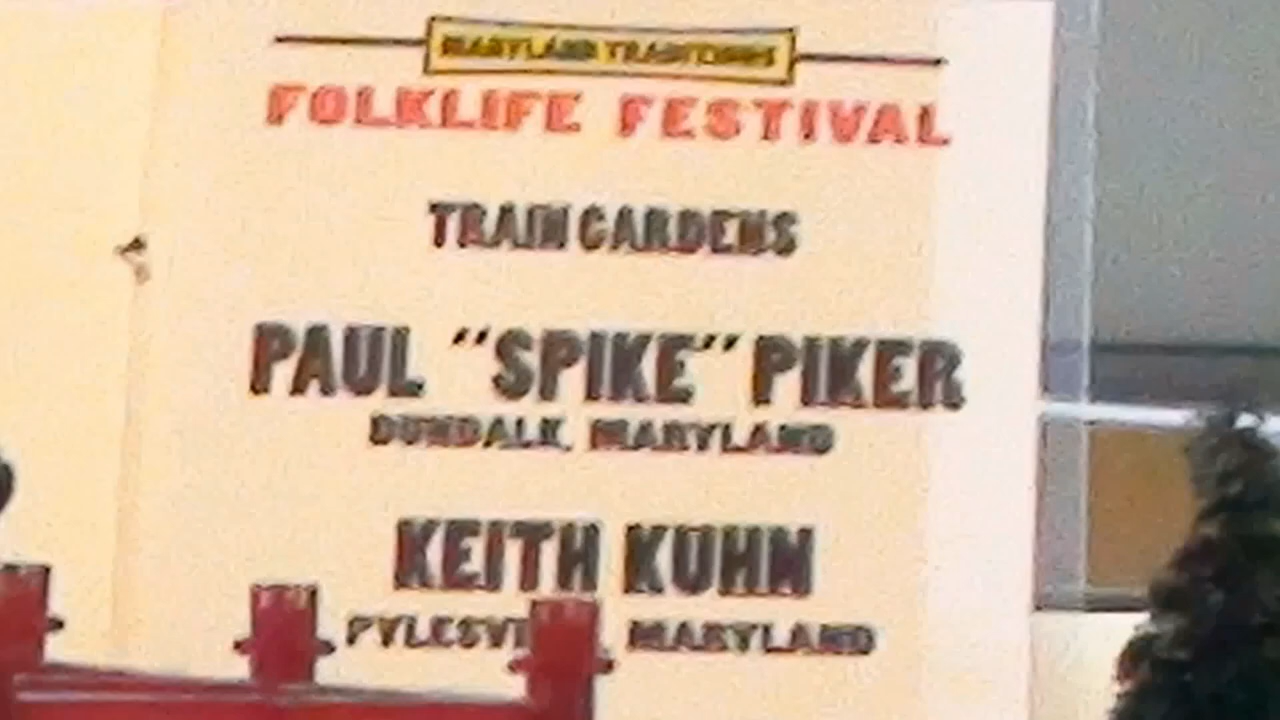 MARYLAND TRADITIONS
FOLKLIFE FESTIVAL
TRAIN GARDENS
PAUL "SPIKE" PIKER
DUNDALK, MARYLAND
KEITH KUHN
MARYLAND